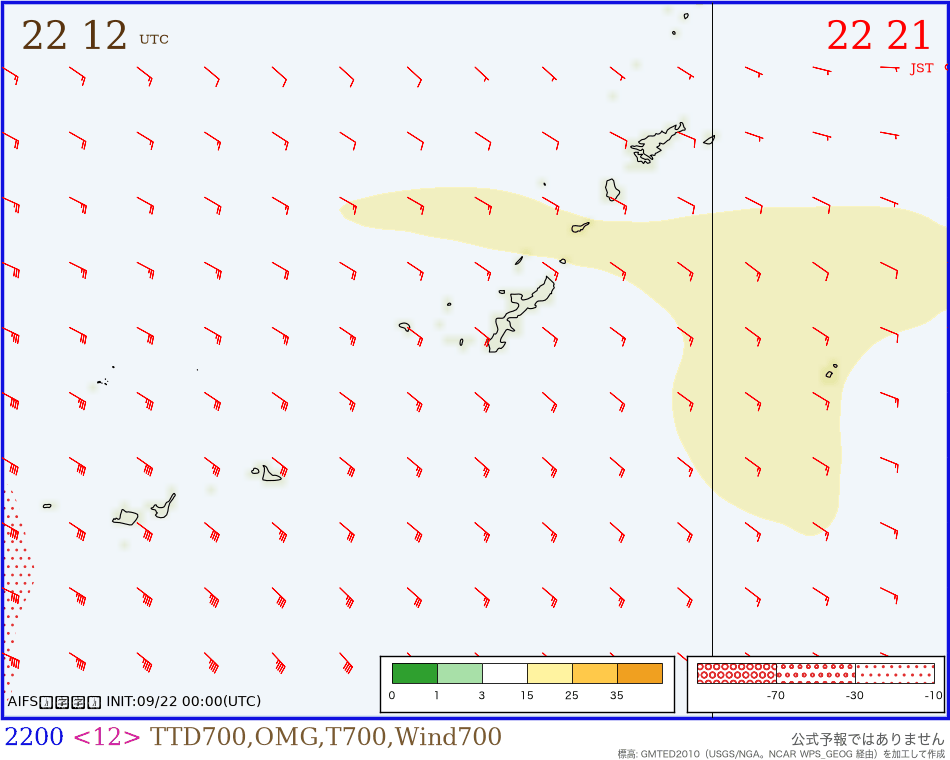 22 12 UTC
22 21
JST
AIFS INIT:09/22 00:00(UTC)
0 1 3 15 25 35
-70 -30 -10
2200 <12> TTD700,OMG,T700,Wind700
公式予報ではありません
標高: GMTED2010（USGS/NGA。NCAR WPS_GEOG 経由）を加工して作成